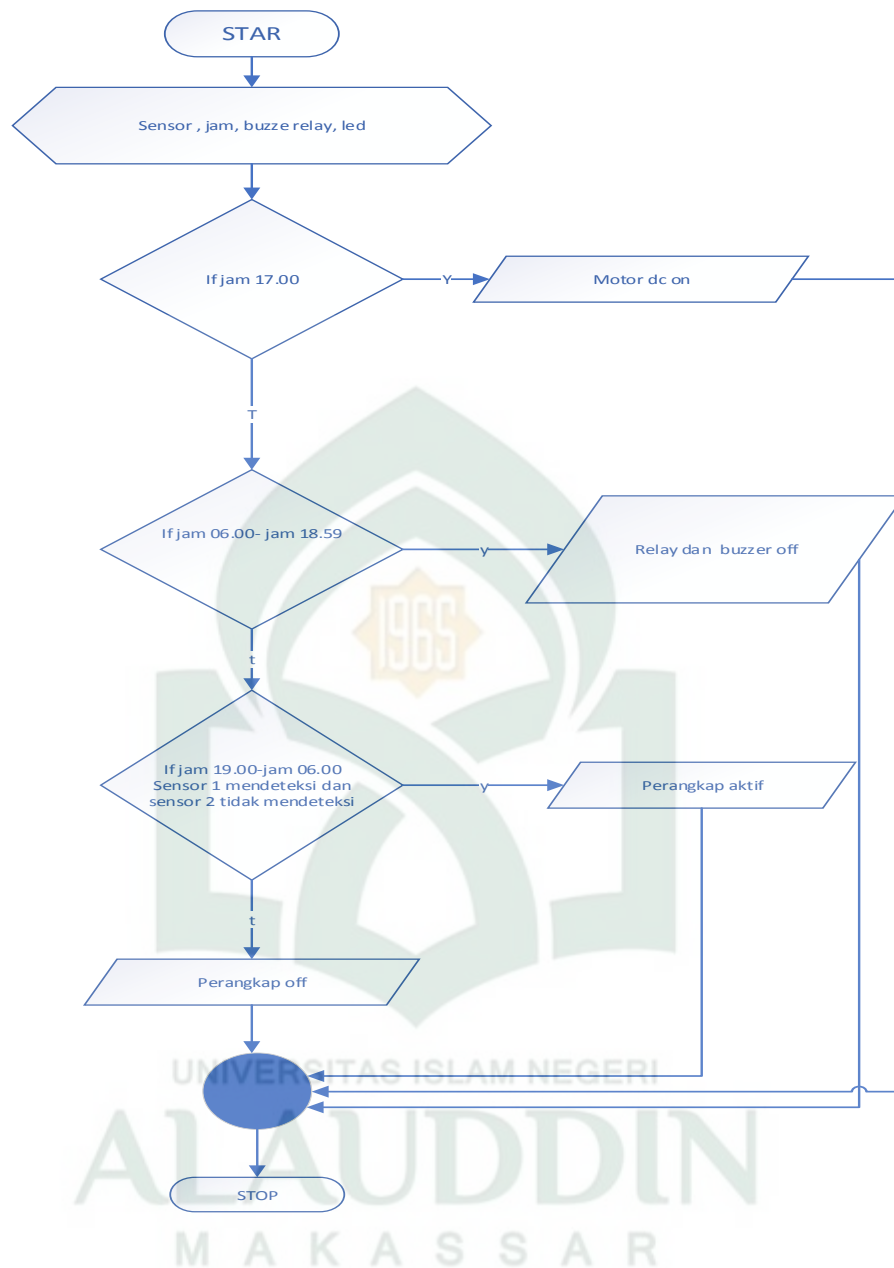 STAR
Sensor , jam, buzze relay, led
If jam 17.00
Y
Motor dc on
T
If jam 06.00- jam 18.59
y
Relay dan buzzer off
1965
t
If jam 19.00-jam 06.00
Sensor 1 mendeteksi dan
sensor 2 tidak mendeteksi
y
Perangkap aktif
t
Perangkap off
UNIVERSITAS ISLAM NEGERI
ALAUDDIN
STOP
MAKASSAR